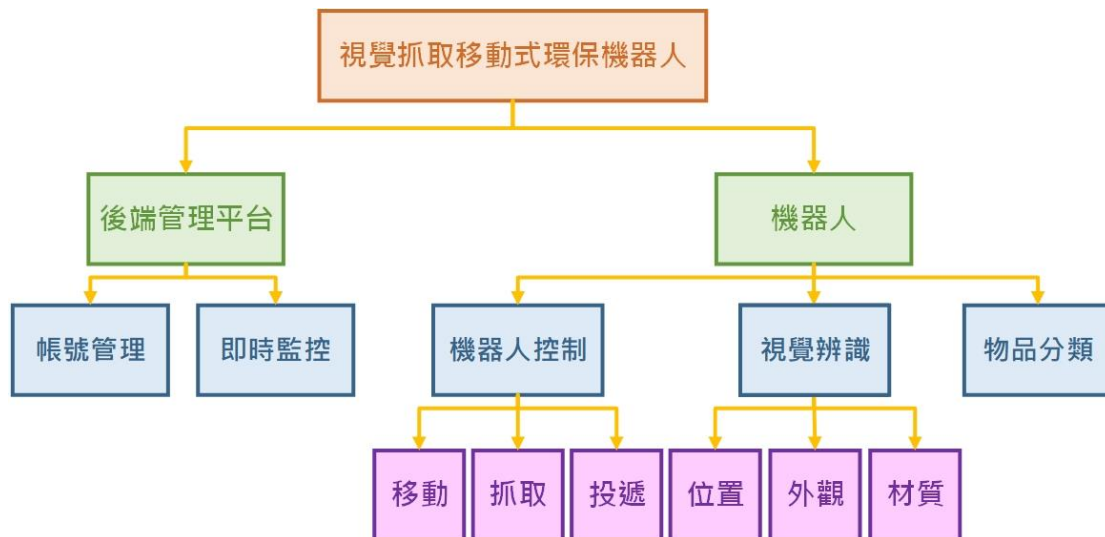 視覺抓取移動式環保機器人
後端管理平台
機器人
帳號管理
即時監控
機器人控制
視覺辨識
物品分類
移動
抓取
投遞
位置
外觀
材質